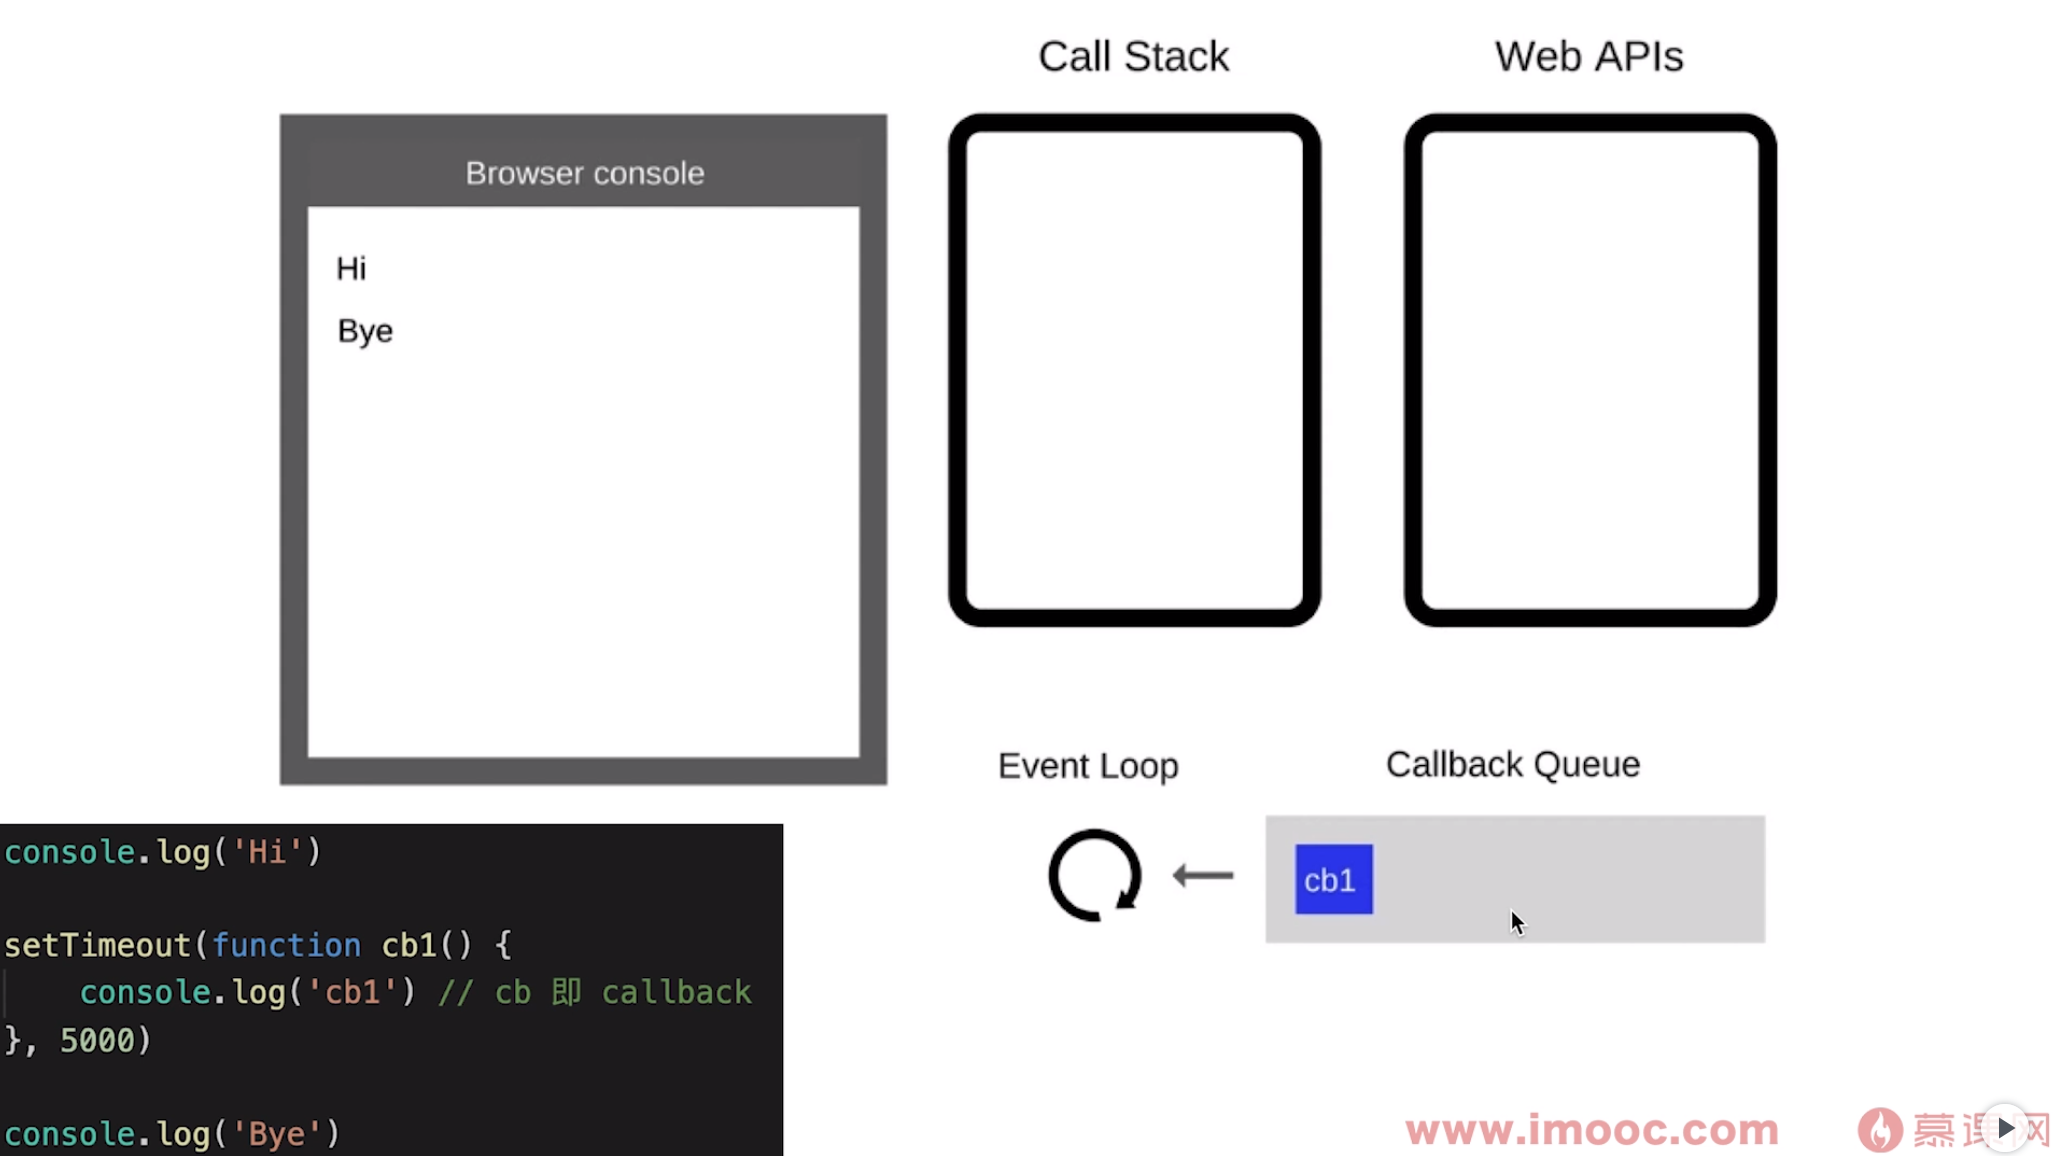 Call Stack
Web APIs
Browser console
Hi
Bye
Event Loop
Callback Queue
cb1
console.log('Hi')
setTimeout(function cb1() {
console.log('cb1') // cb 即 callback
}, 5000)
console.log('Bye')
www.imooc.com
慕课网